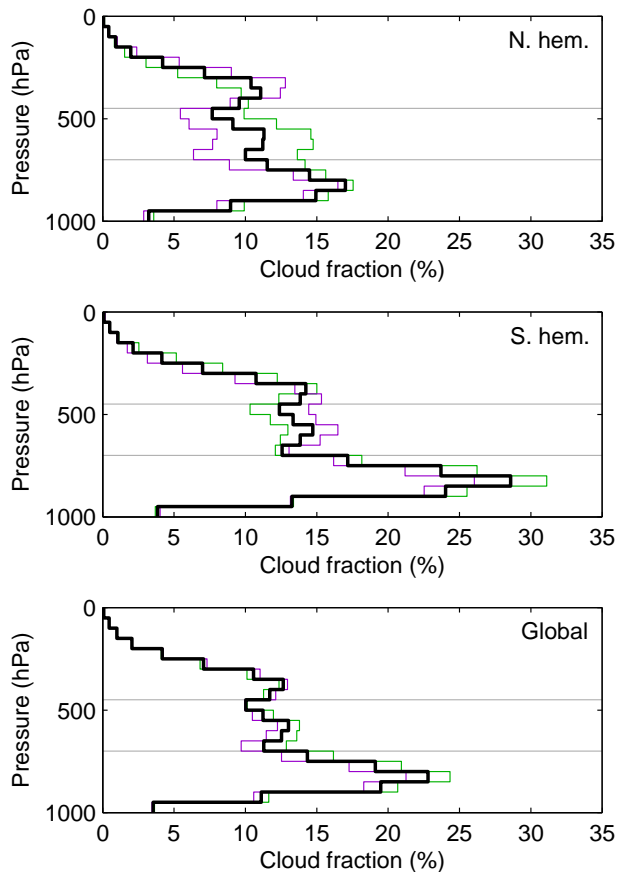 0
500
1000
Pressure (hPa)
N. hem.
0 5 10 15 20 25 30 35
Cloud fraction (%)
0
500
1000
Pressure (hPa)
S. hem.
0 5 10 15 20 25 30 35
Cloud fraction (%)
0
500
1000
Pressure (hPa)
Global
0 5 10 15 20 25 30 35
Cloud fraction (%)